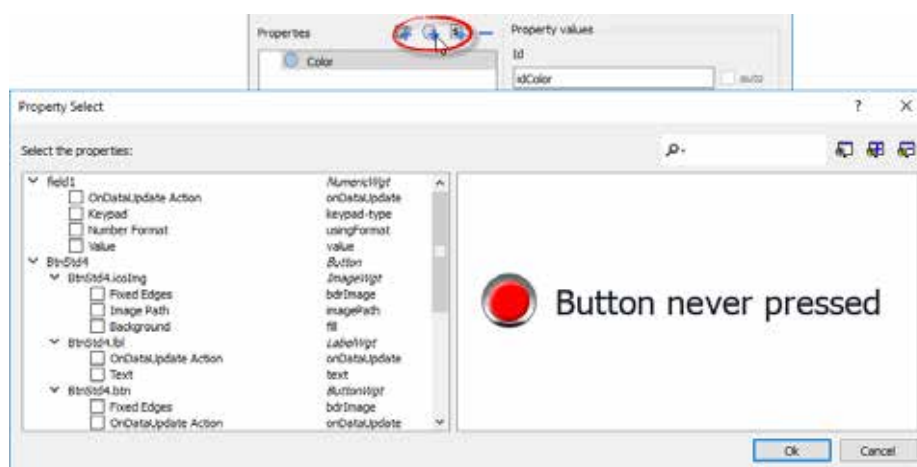 Properties
Property values
Color
Id
idColor
auto
Property Select
?
Select the properties:
field1 NumericWgt
OnDataUpdate Action onDataUpdate
Keypad keypad-type
Number Format usingFormat
Value value
BtnStd4 Button
BtnStd4.icoImg ImageWgt
Fixed Edges bdrImage
Image Path imagePath
Background fill
BtnStd4.lbl LabelWgt
OnDataUpdate Action onDataUpdate
Text text
BtnStd4.btn ButtonWgt
Fixed Edges bdrImage
OnDataUpdate Action onDataUpdate
Button never pressed
Ok
Cancel